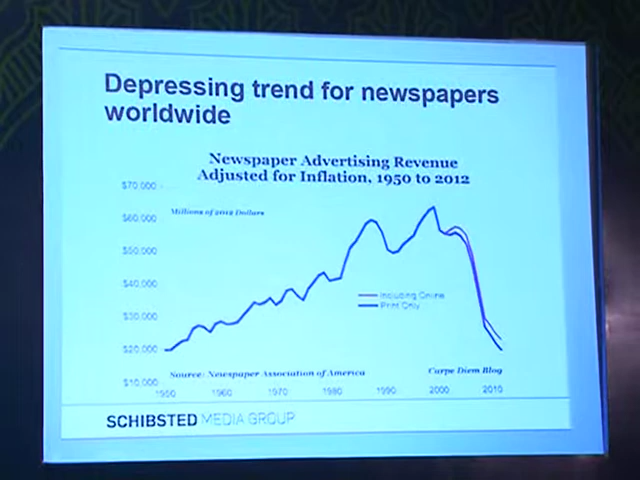 Depressing trend for newspapers
worldwide
Newspaper Advertising Revenue
Adjusted for Inflation, 1950 to 2012
$70,000
Millions of 2012 Dollars
$60,000
$50,000
$40,000
Including Online
Print Only
$30,000
$20,000
Source: Newspaper Association of America
Carpe Diem Blog
$10,000
1950 1960 1970 1980 1990 2000 2010
SCHIBSTED MEDIA GROUP